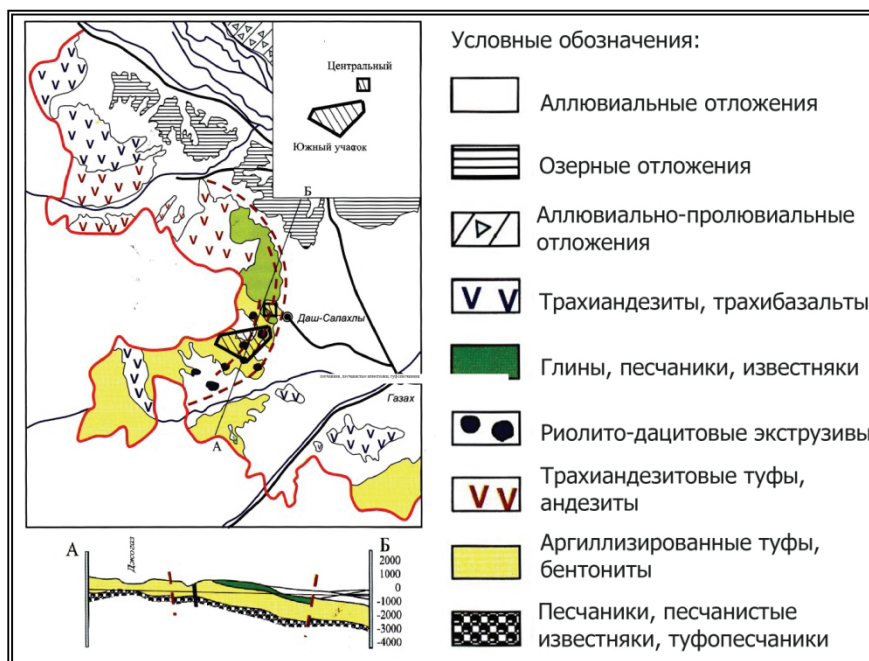 Центральный
Южный участок
Б
Даш-Салахлы
Газах
А
А
Джогаз
Б
2000
1000
0
-1000
-2000
-3000
-4000
Условные обозначения:
Аллювиальные отложения
Озерные отложения
Аллювиально-пролювиальные
отложения
Трахиандезиты, трахибазальты
Глины, песчаники, известняки
Риолито-дацитовые экструзивы
Трахиандезитовые туфы,
андезиты
Аргиллизированные туфы,
бентониты
Песчаники, песчанистые
известняки, туфопесчаники